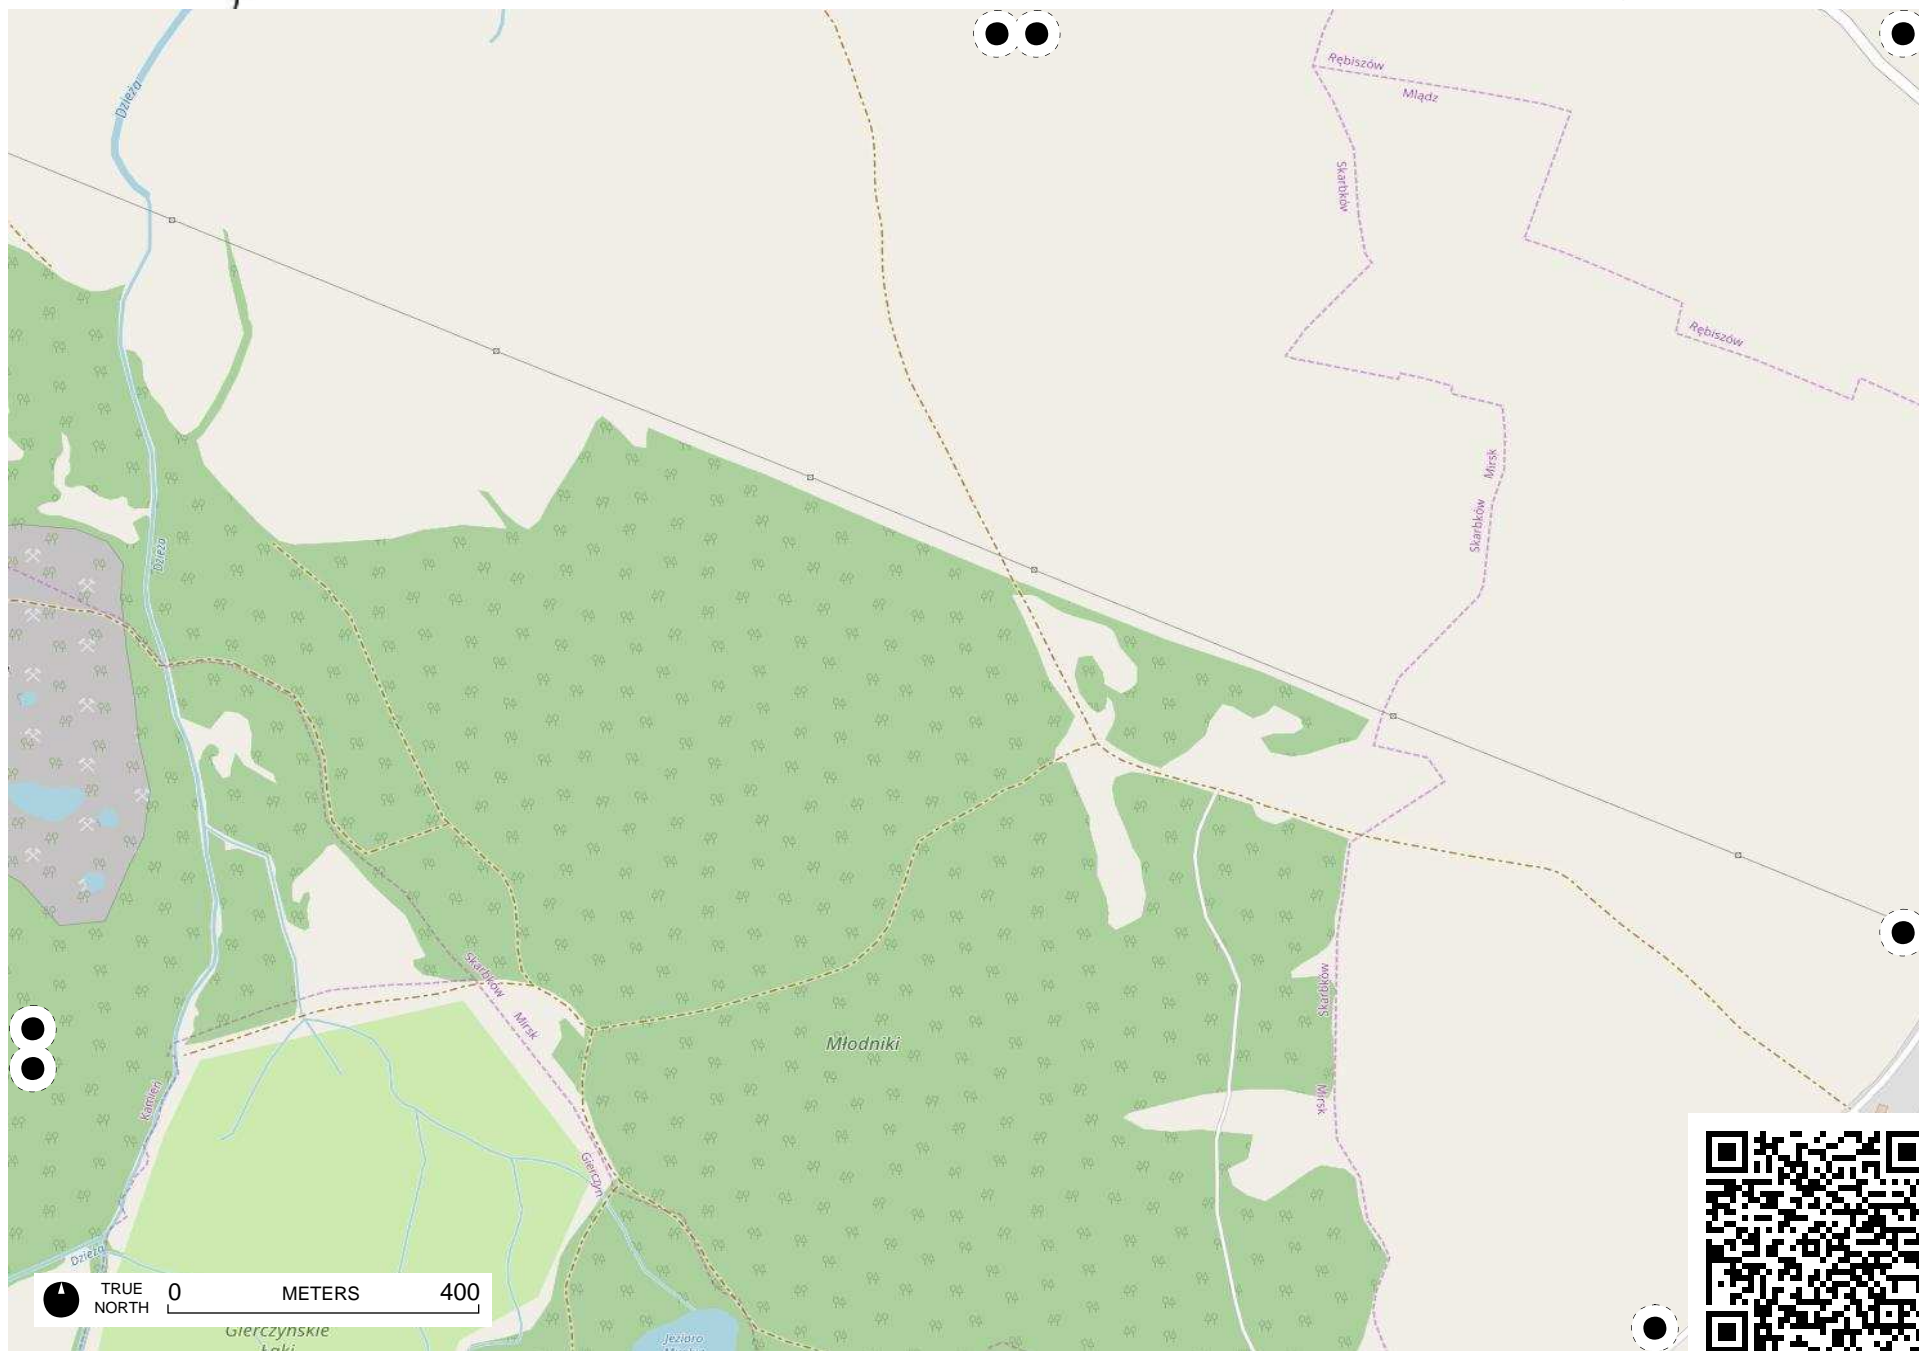 Rębiszów
Mlądz
Dzieża
Skarbków
Rębiszów
Mirsk
Skarbków
Dzieża
Skarbków
Mirsk
Skarbków
Młodniki
Kamień
Mirsk
Gierczyn
Dzieża
TRUE
NORTH
0 METERS 400
Gierczyńskie
Łąki
Jezioro